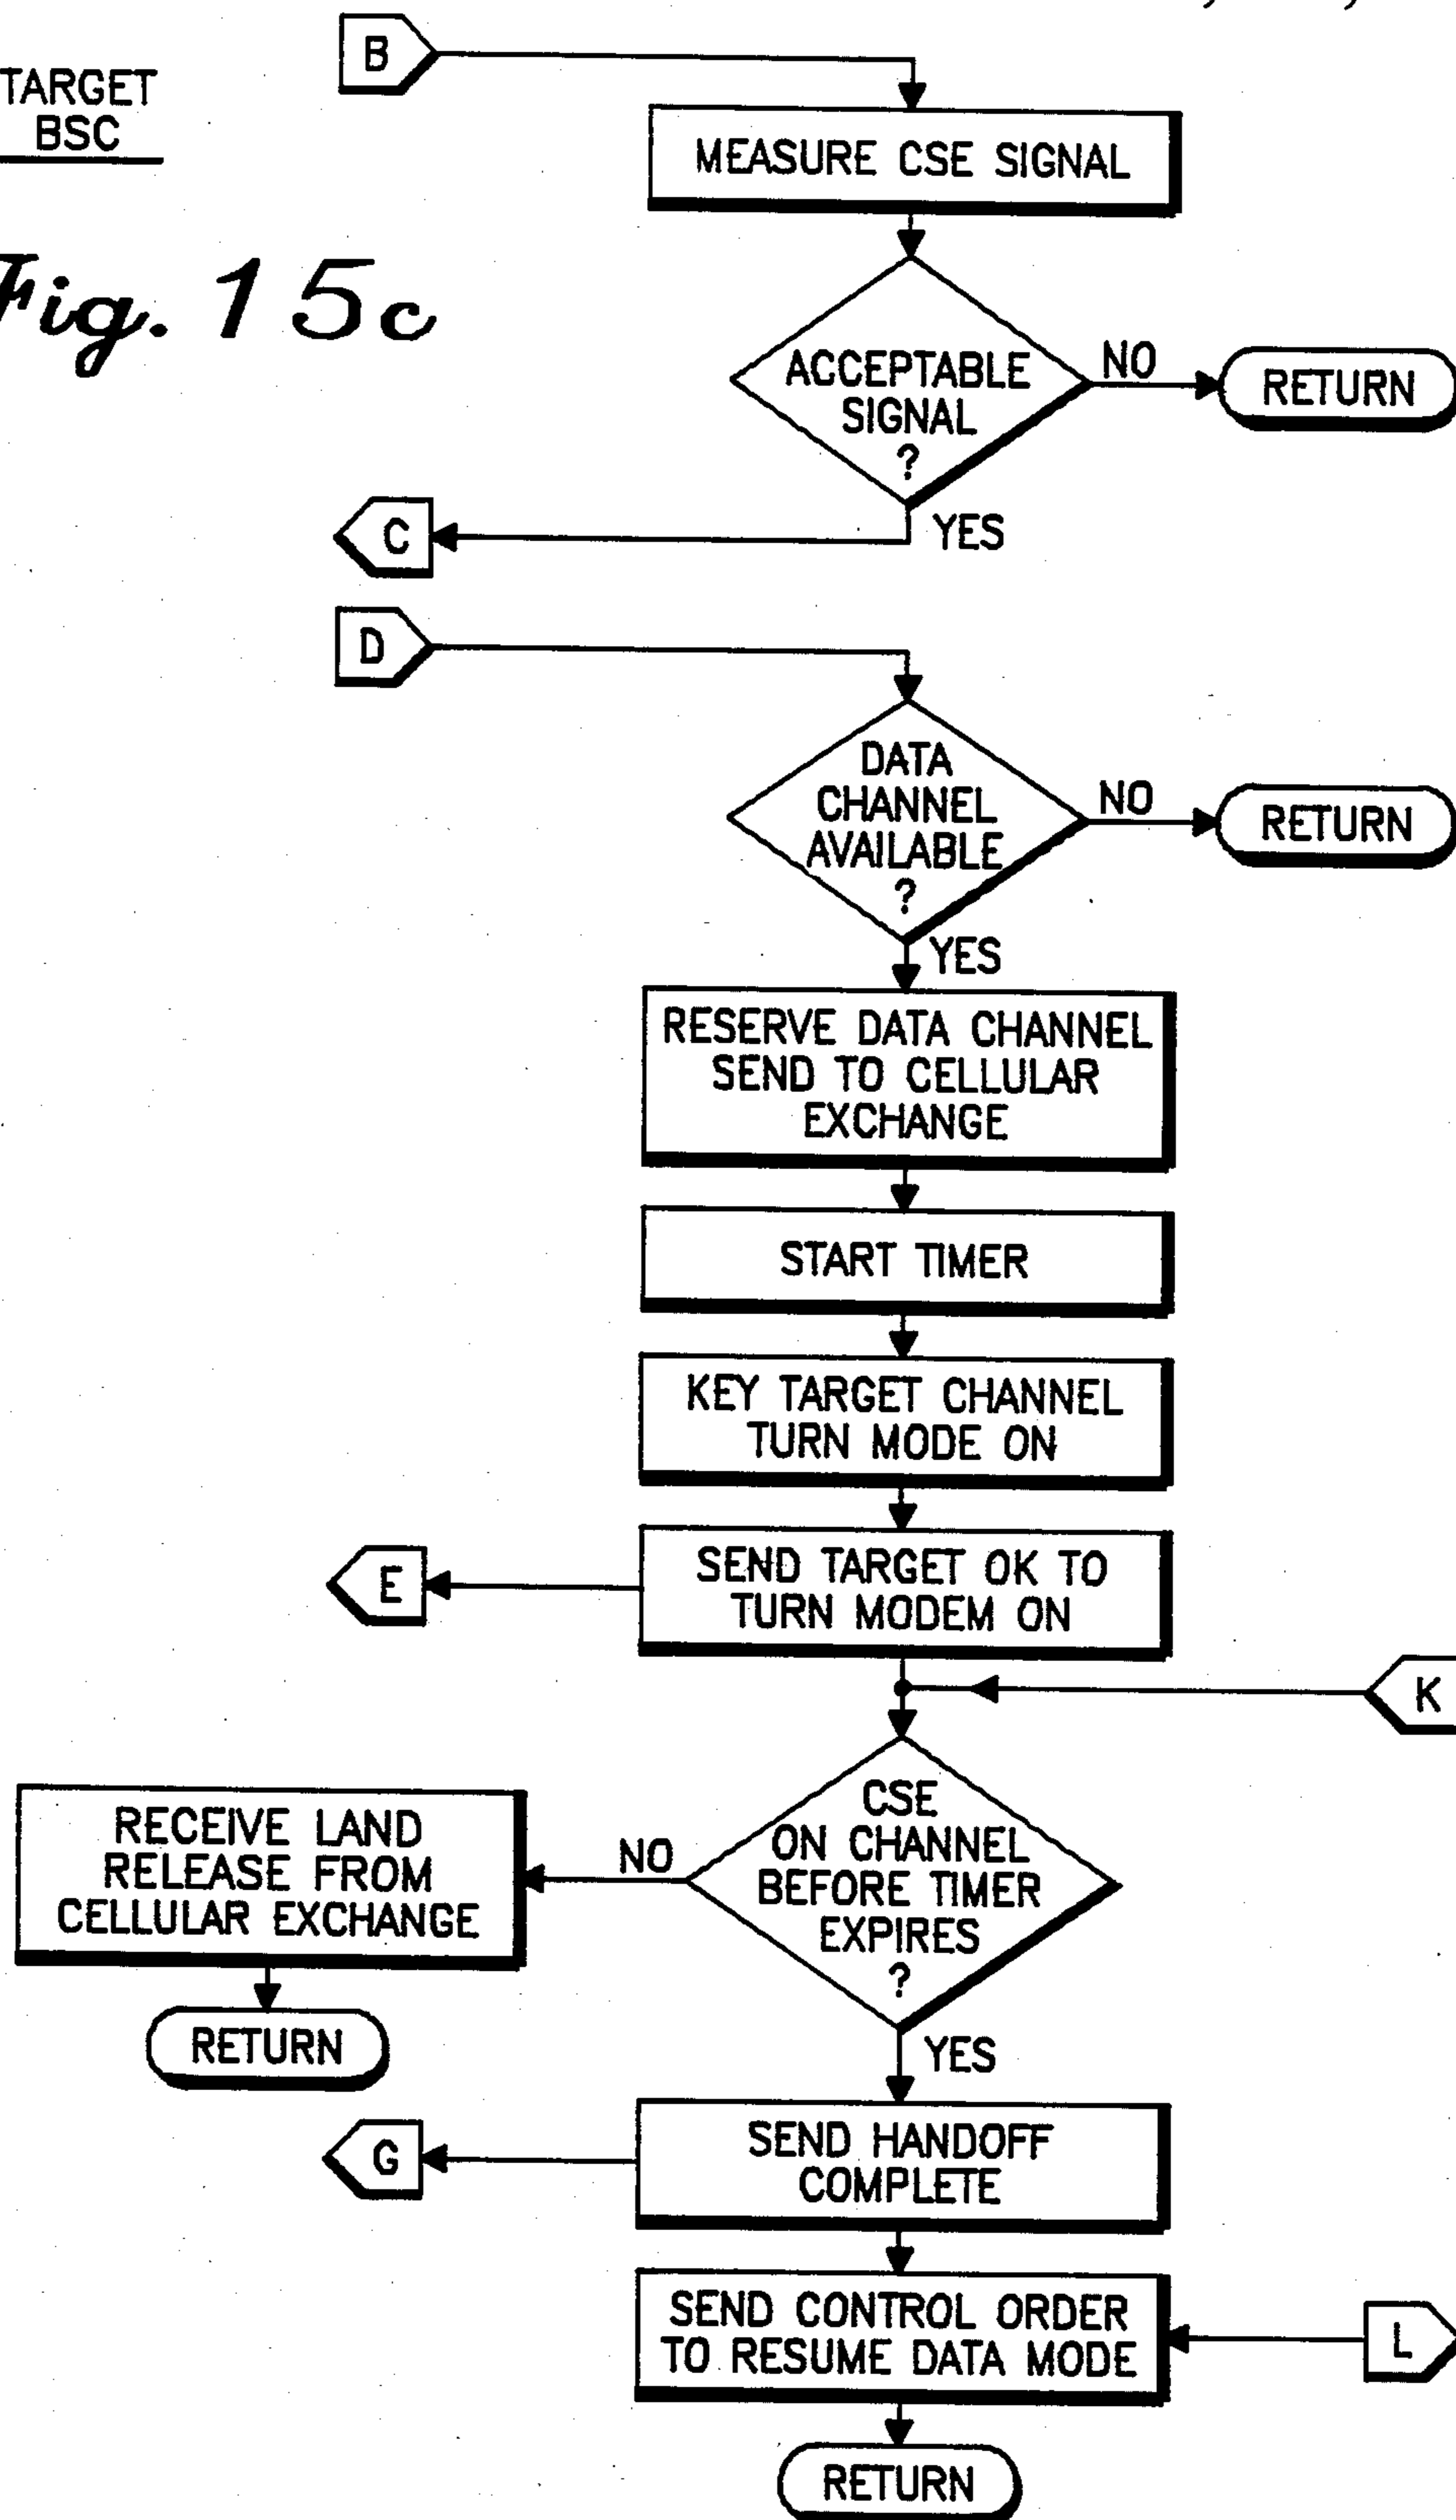 B
TARGET
BSC
MEASURE CSE SIGNAL
Fig. 15c
ACCEPTABLE
SIGNAL
?
NO
RETURN
YES
C
D
DATA
CHANNEL
AVAILABLE
?
NO
RETURN
YES
RESERVE DATA CHANNEL
SEND TO CELLULAR
EXCHANGE
START TIMER
KEY TARGET CHANNEL
TURN MODE ON
SEND TARGET OK TO
TURN MODEM ON
E
K
CSE
ON CHANNEL
BEFORE TIMER
EXPIRES
?
NO
RECEIVE LAND
RELEASE FROM
CELLULAR EXCHANGE
RETURN
YES
SEND HANDOFF
COMPLETE
G
SEND CONTROL ORDER
TO RESUME DATA MODE
L
RETURN